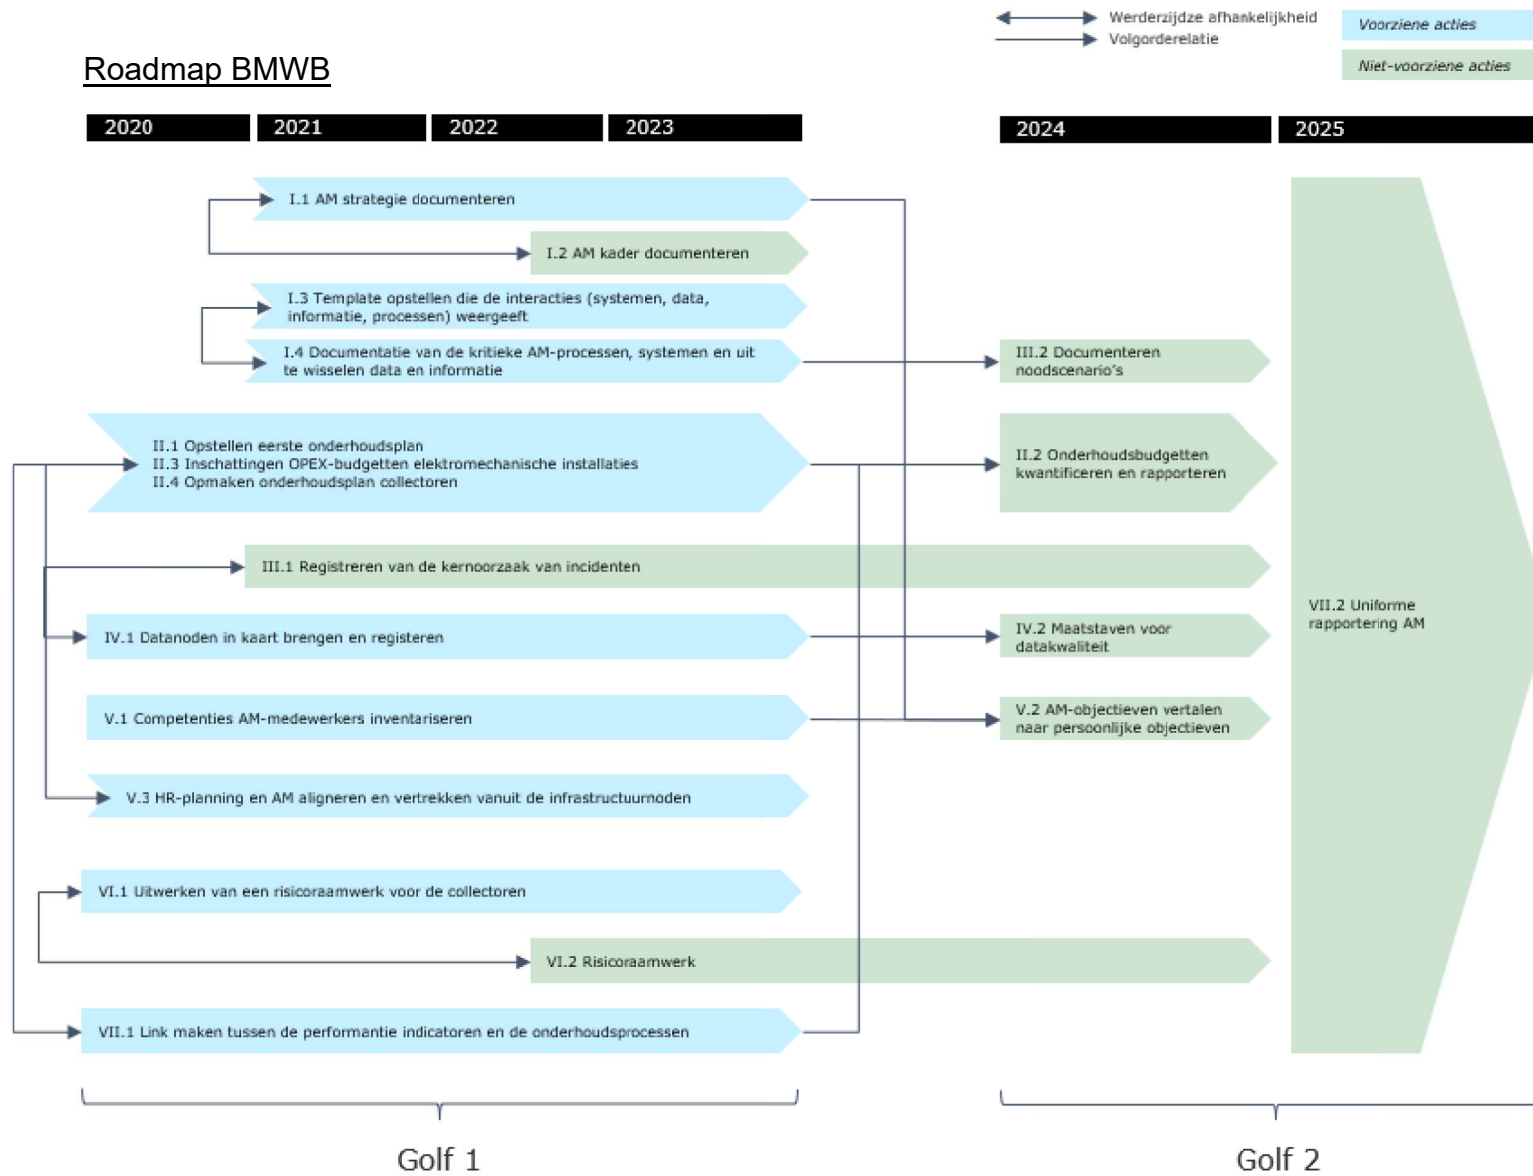 Werderzijdze afhankelijkheid
Volgorderelatie
Voorziene acties
Niet-voorziene acties
Roadmap BMWB
2020
2021
2022
2023
2024
2025
I.1 AM strategie documenteren
I.2 AM kader documenteren
I.3 Template opstellen die de interacties (systemen, data,
informatie, processen) weergeeft
I.4 Documentatie van de kritieke AM-processen, systemen en uit
te wisselen data en informatie
III.2 Documenteren
noodscenario's
II.1 Opstellen eerste onderhoudsplan
II.3 Inschattingen OPEX-budgetten elektromechanische installaties
II.4 Opmaken onderhoudsplan collectoren
II.2 Onderhoudsbudgetten
kwantificeren en rapporteren
III.1 Registreren van de kernoorzaak van incidenten
VII.2 Uniforme
rapportering AM
IV.1 Datanoden in kaart brengen en registeren
IV.2 Maatstaven voor
datakwaliteit
V.1 Competenties AM-medewerkers inventariseren
V.2 AM-objectieven vertalen
naar persoonlijke objectieven
V.3 HR-planning en AM aligneren en vertrekken vanuit de infrastructuurnoden
VI.1 Uitwerken van een risicoraamwerk voor de collectoren
VI.2 Risicoraamwerk
VII.1 Link maken tussen de performantie indicatoren en de onderhoudsprocessen
Golf 1
Golf 2